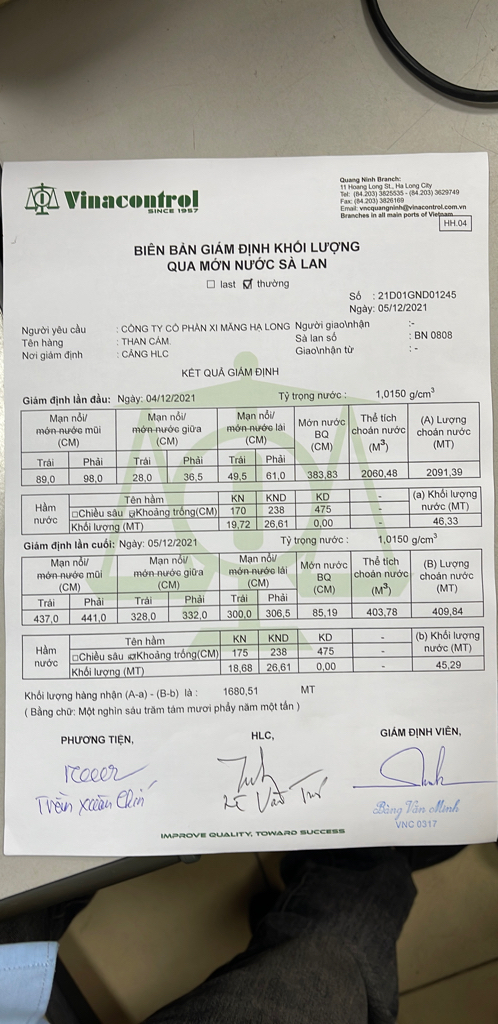 Vinacontrol
SINCE 1957
Quang Ninh Branch:
11 Hoang Long St., Ha Long City
Tel: (84.203) 3825535 - (84.203) 3629749
Fax: (84.203) 3826169
Email: vncquangninh@vinacontrol.com.vn
Branches in all main ports of Vietnam
HH.04
BIÊN BẢN GIÁM ĐỊNH KHỐI LƯỢNG
QUA MỚN NƯỚC SÀ LAN
last thường
Số : 21D01GND01245
Ngày: 05/12/2021
Người yêu cầu : CÔNG TY CỔ PHẦN XI MĂNG HẠ LONG Người giao\nhận :-
Tên hàng : THAN CÁM. Sà lan số : BN 0808
Nơi giám định : CẢNG HLC Giao\nhận từ : -
KẾT QUẢ GIÁM ĐỊNH
Giám định lần đầu: Ngày: 04/12/2021 Tỷ trọng nước : 1,0150 g/cm3
Mạn nổi/ Mạn nổi/ Mạn nổi/ Mớn nước Thể tích (A) Lượng
món nước mũi món nước giữa món nước lái BQ choán nước choán nước
(CM) (CM) (CM) (CM) (M3) (MT)
Trái Phải Trái Phải Trái Phải
89,0 98,0 28,0 36,5 49,5 61,0 383,83 2060,48 2091,39
Hầm nước Tên hầm KN KND KD - (a) Khối lượng
Chiều sâu Khoảng trống(CM) 170 238 475 - nước (MT)
Khối lượng (MT) 19,72 26,61 0,00 - 46,33
Giám định lần cuối: Ngày: 05/12/2021 Tỷ trọng nước : 1,0150 g/cm3
Mạn nổi/ Mạn nổi/ Mạn nổi/ Mớn nước Thể tích (B) Lượng
món nước mũi món nước giữa món nước lái BQ choán nước choán nước
(CM) (CM) (CM) (CM) (M3) (MT)
Trái Phải Trái Phải Trái Phải
437,0 441,0 328,0 332,0 300,0 306,5 85,19 403,78 409,84
Hầm nước Tên hầm KN KND KD - (b) Khối lượng
Chiều sâu Khoảng trống(CM) 175 238 475 - nước (MT)
Khối lượng (MT) 18,68 26,61 0,00 - 45,29
Khối lượng hàng nhận (A-a) - (B-b) là : 1680,51 MT
( Bằng chữ: Một nghìn sáu trăm tám mươi phẩy năm một tấn )
PHƯƠNG TIỆN, HLC, GIÁM ĐỊNH VIÊN,
Trần Xuân
Lê Văn
Đặng Văn Minh
VNC 0317
IMPROVE QUALITY, TOWARD SUCCESS